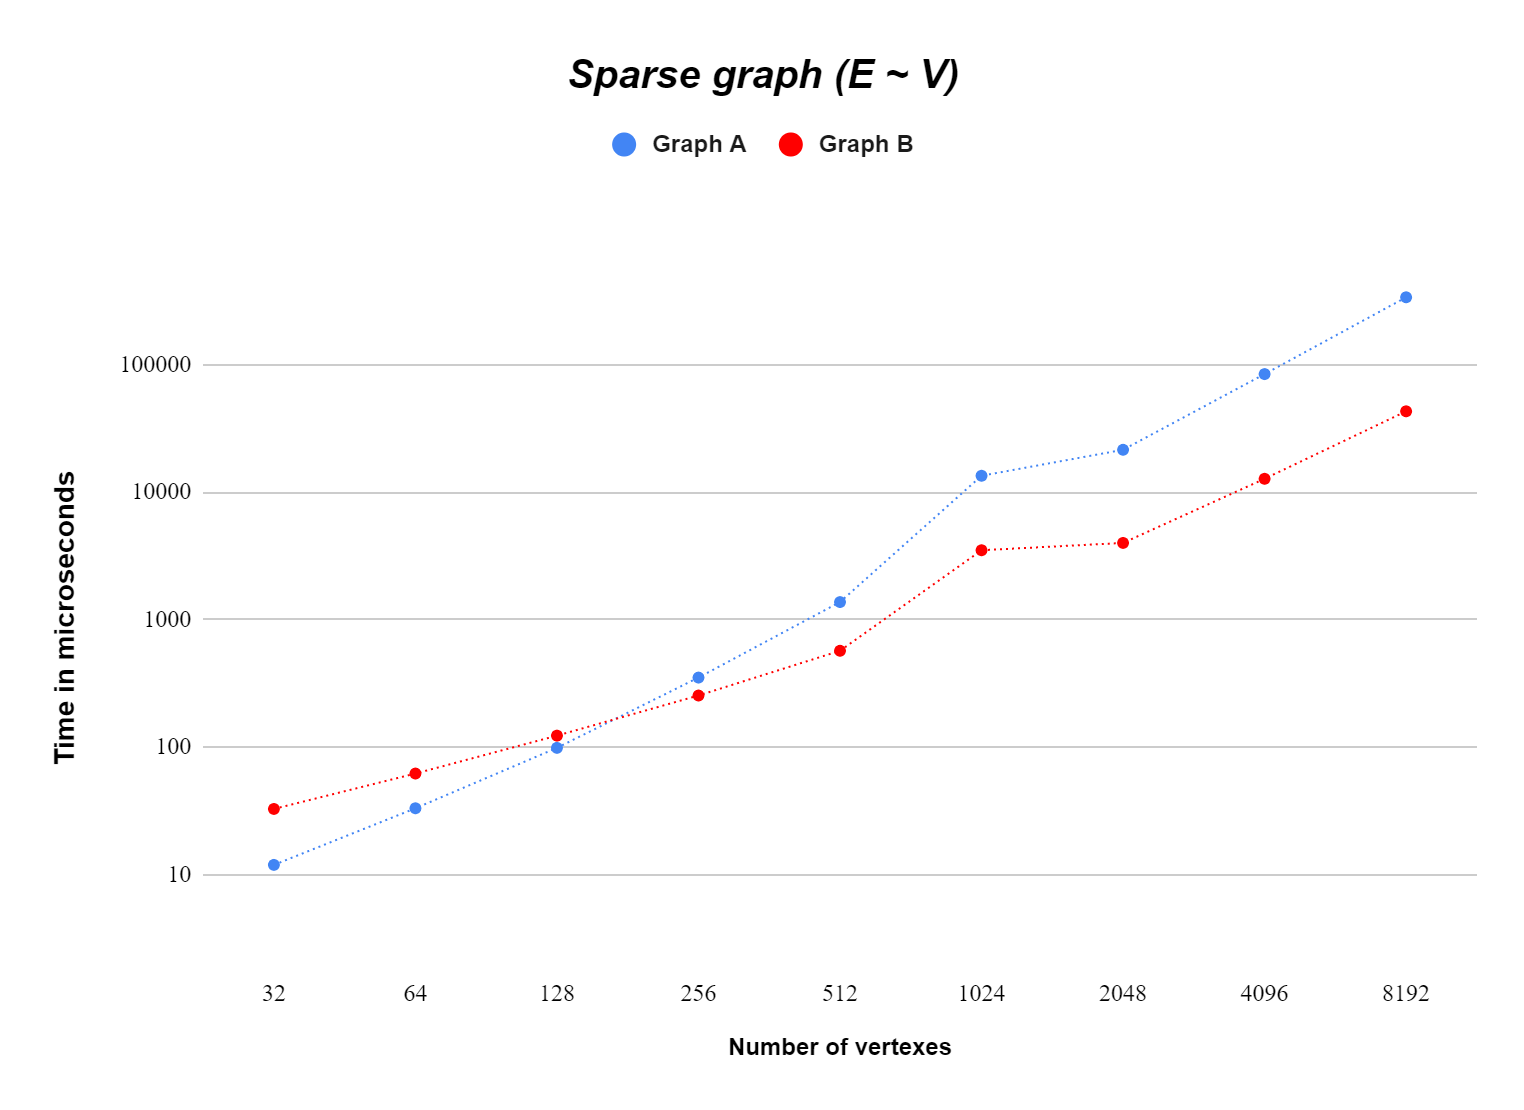 Sparse graph (E ~ V)
Graph A Graph B
100000
10000
1000
100
10
Time in microseconds
32 64 128 256 512 1024 2048 4096 8192
Number of vertexes